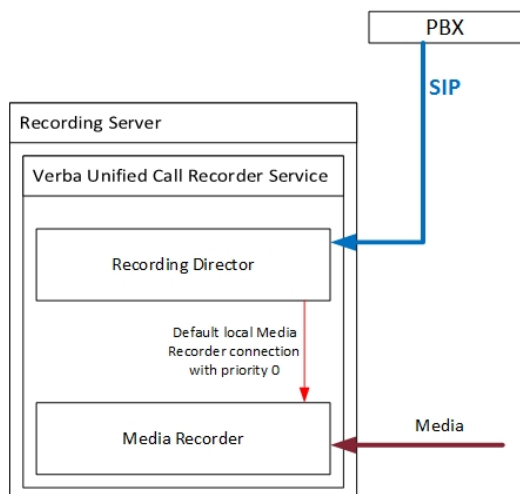 PBX
SIP
Recording Server
Verba Unified Call Recorder Service
Recording Director
Default local Media
Recorder connection
with priority 0
Media Recorder
Media